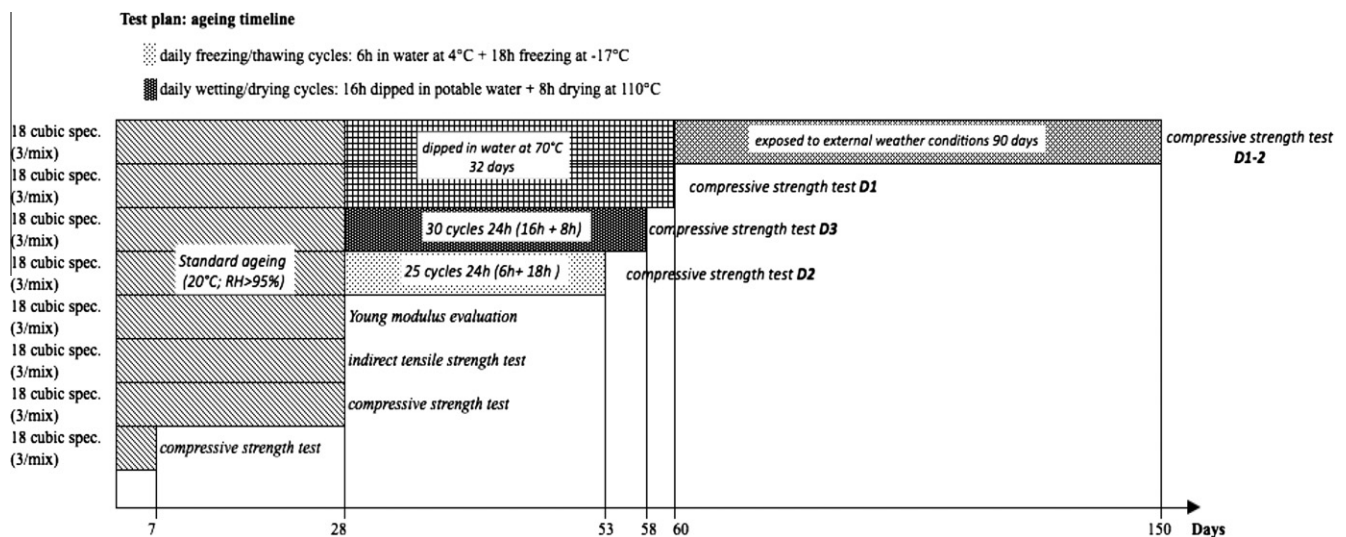 Test plan: ageing timeline
daily freezing/thawing cycles: 6h in water at 4°C + 18h freezing at -17°C
daily wetting/drying cycles: 16h dipped in potable water + 8h drying at 110°C
18 cubic spec.
(3/mix)
dipped in water at 70°C
32 days
exposed to external weather conditions 90 days
compressive strength test
D1-2
18 cubic spec.
(3/mix)
compressive strength test D1
18 cubic spec.
(3/mix)
30 cycles 24h (16h + 8h)
compressive strength test D3
18 cubic spec.
(3/mix)
Standard ageing
(20°C; RH>95%)
25 cycles 24h (6h+ 18h )
compressive strength test D2
18 cubic spec.
(3/mix)
Young modulus evaluation
18 cubic spec.
(3/mix)
indirect tensile strength test
18 cubic spec.
(3/mix)
compressive strength test
18 cubic spec.
(3/mix)
compressive strength test
7 28 53 58 60 150 Days